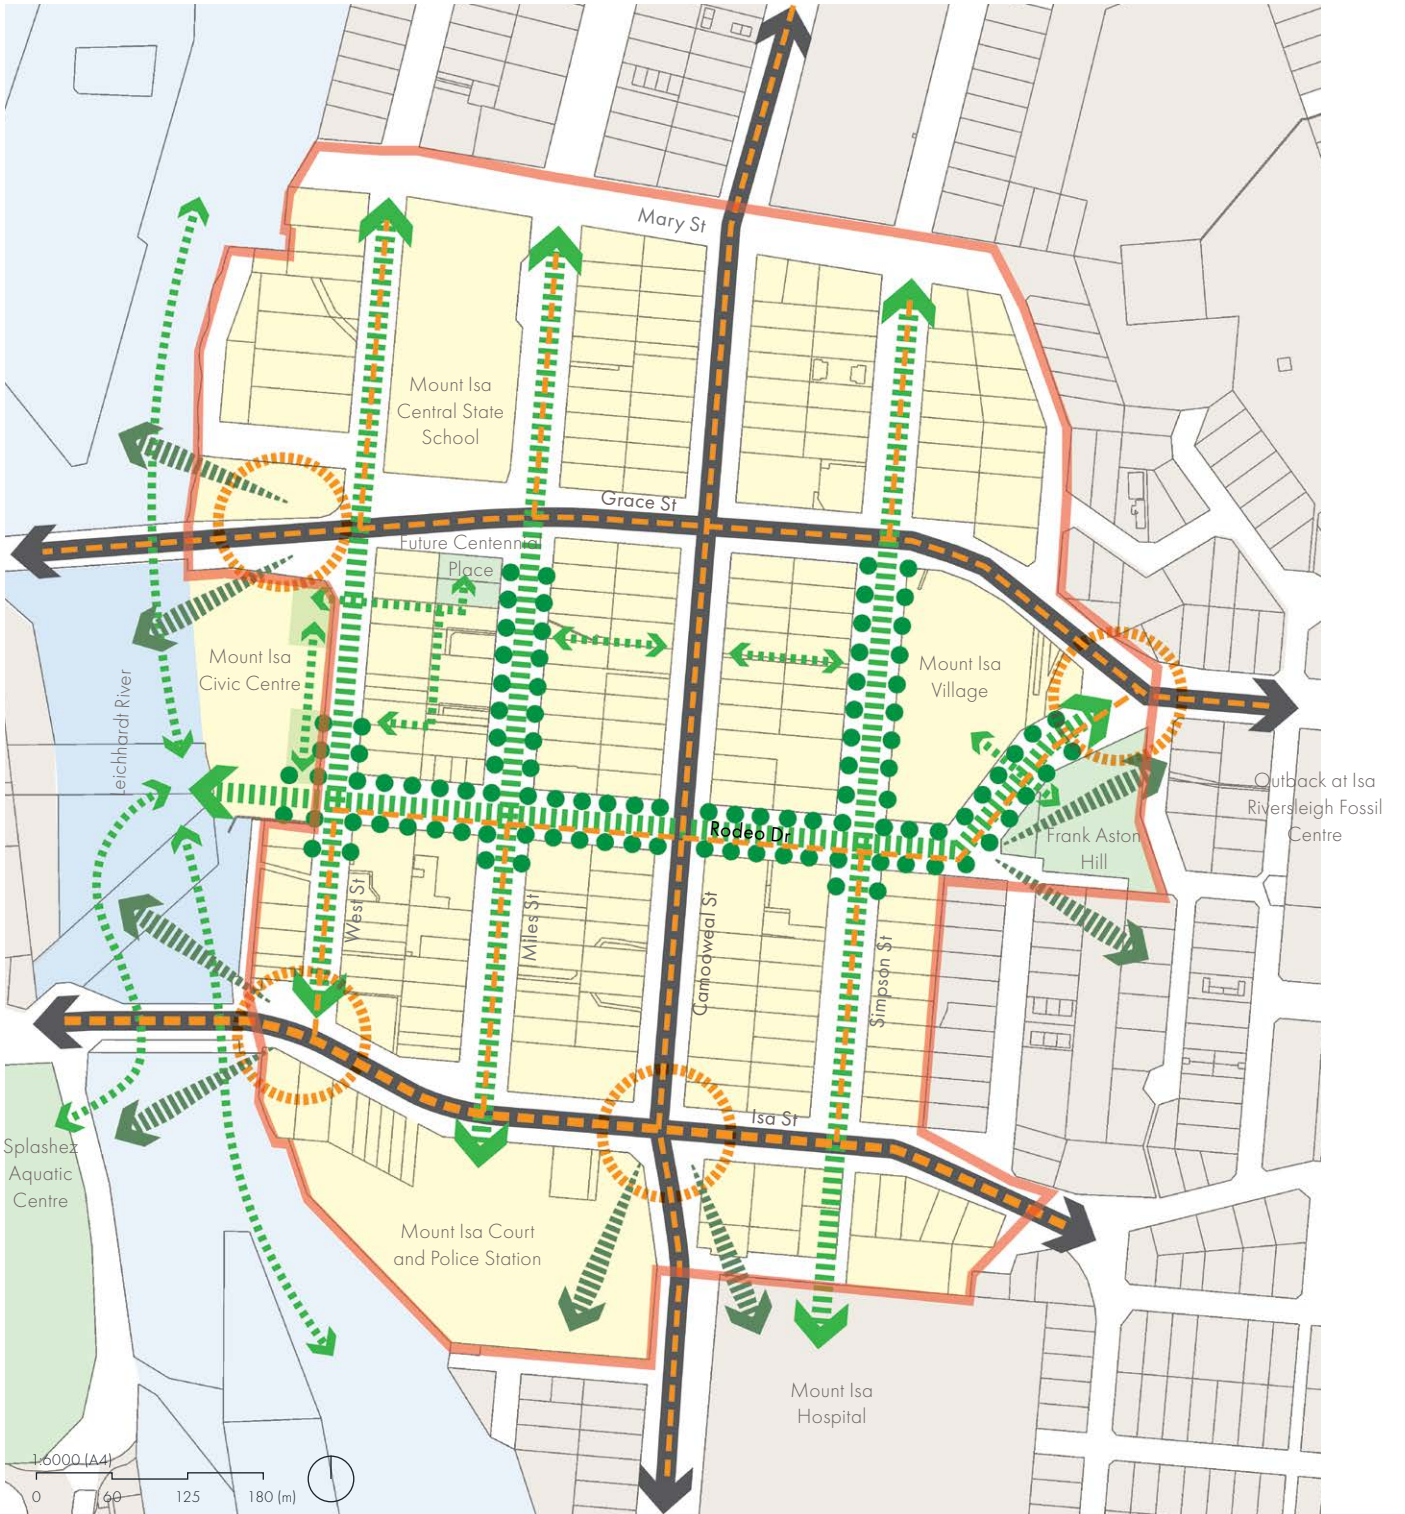 Mary St
Mount Isa
Central State
School
Grace St
Future Centennial
Place
Mount Isa
Civic Centre
Mount Isa
Village
Leichhardt River
Outback at Isa
Riversleigh Fossil
Centre
Rodeo Dr
Frank Aston
Hill
West St
Miles St
Camooweal St
Simpson St
Isa St
Splashez
Aquatic
Centre
Mount Isa Court
and Police Station
Mount Isa
Hospital
1:6000 (A4)
0 60 125 180 (m)